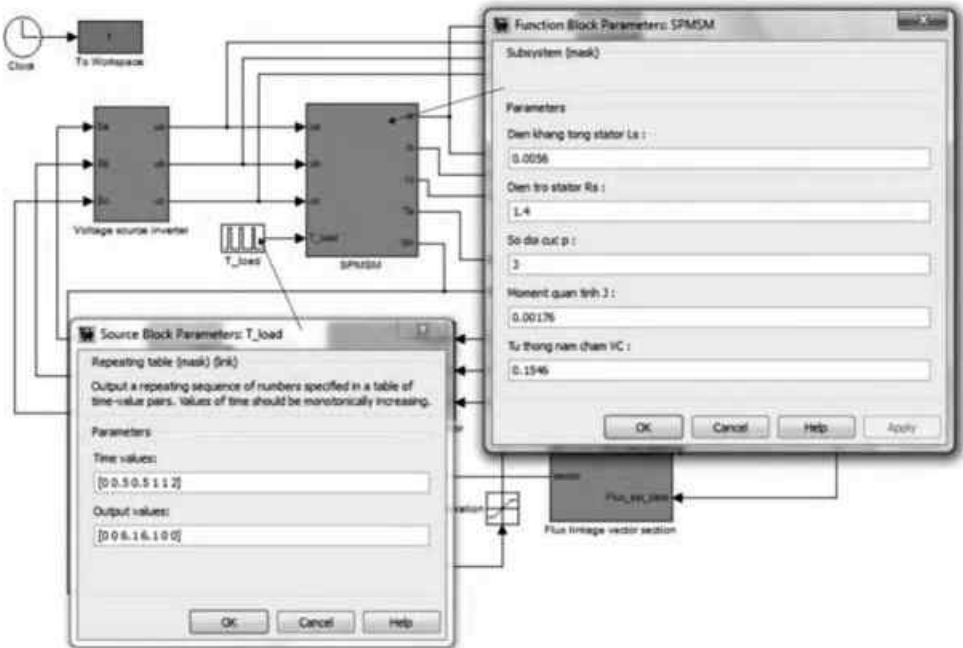 Function Block Parameters: SPMSM
Subsystem (mask)
Parameters
Dien khang tong stator Ls :
0.0056
Dien tro stator Rs :
1.4
So doi cuc p :
3
Moment quan tinh J :
0.00176
Tu thong nam cham VC :
0.1546
OK
Cancel
Help
Apply
Clock
To Workspace
Voltage source inverter
T_load
T_load
SPMSM
Source Block Parameters: T_load
Repeating table (mask) (link)
Output a repeating sequence of numbers specified in a table of
time-value pairs. Values of time should be monotonically increasing.
Parameters
Time values:
[0 0.5 0.5 1 1 2]
Output values:
[0 0 6.1 6.1 0 0]
OK
Cancel
Help
sector
Flux linkage vector section